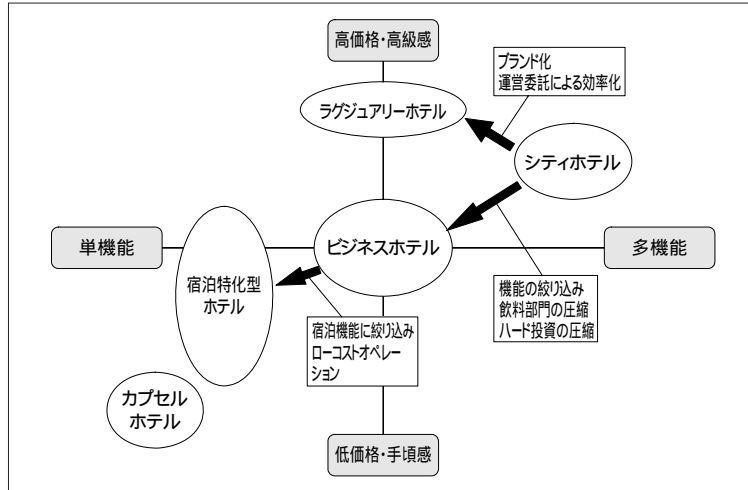 高価格・高級感
ブランド化
運営委託による効率化
ラグジュアリーホテル
シティホテル
単機能
ビジネスホテル
多機能
宿泊特化型
ホテル
機能の絞り込み
飲料部門の圧縮
ハード投資の圧縮
宿泊機能に絞り込み
ローコストオペレー
ション
カプセル
ホテル
低価格・手頃感